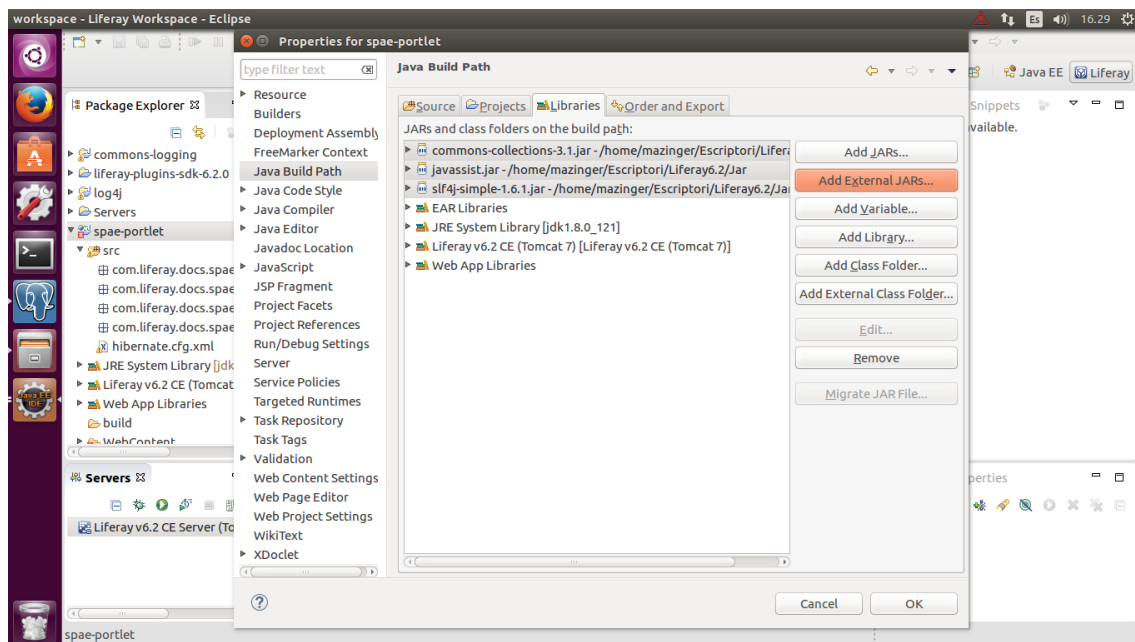 workspace - Liferay Workspace - Eclipse
Es 16.29
Properties for spae-portlet
type filter text
Java Build Path
Java EE
Liferay
Package Explorer
commons-logging
liferay-plugins-sdk-6.2.0
log4j
Servers
spae-portlet
src
com.liferay.docs.spae
com.liferay.docs.spae
com.liferay.docs.spae
com.liferay.docs.spae
hibernate.cfg.xml
JRE System Library [jdk
Liferay v6.2 CE (Tomcat
Web App Libraries
build
WebContent
Servers
Liferay v6.2 CE Server (To
spae-portlet
Java EE
IDE
Resource
Builders
Deployment Assembly
FreeMarker Context
Java Build Path
Java Code Style
Java Compiler
Java Editor
Javadoc Location
JavaScript
JSP Fragment
Project Facets
Project References
Run/Debug Settings
Server
Service Policies
Targeted Runtimes
Task Repository
Task Tags
Validation
Web Content Settings
Web Page Editor
Web Project Settings
WikiText
XDoclet
Source Projects Libraries Order and Export
JARs and class folders on the build path:
commons-collections-3.1.jar - /home/mazinger/Escriptori/Lifera
javassist.jar - /home/mazinger/Escriptori/Liferay6.2/Jar
slf4j-simple-1.6.1.jar - /home/mazinger/Escriptori/Liferay6.2/Jar
EAR Libraries
JRE System Library [jdk1.8.0_121]
Liferay v6.2 CE (Tomcat 7) [Liferay v6.2 CE (Tomcat 7)]
Web App Libraries
Add JARs...
Add External JARs...
Add Variable...
Add Library...
Add Class Folder...
Add External Class Folder...
Edit...
Remove
Migrate JAR File...
Cancel
OK
Snippets
vailable.
perties